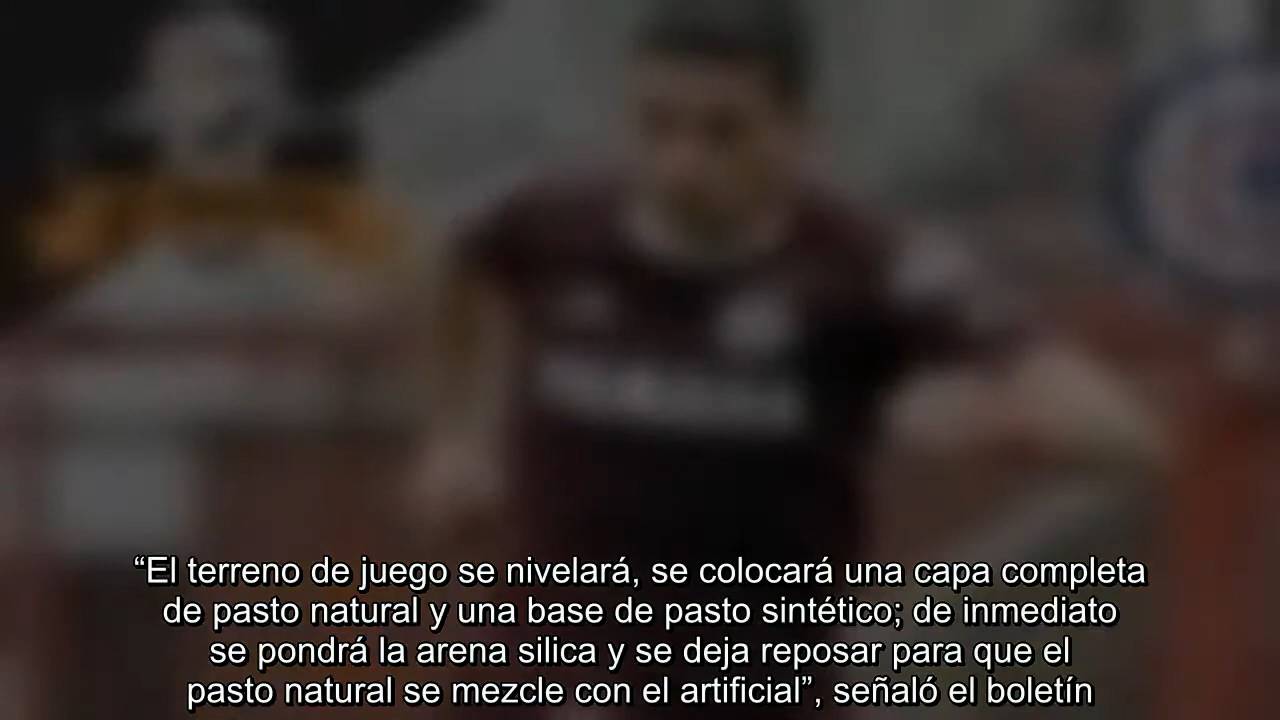 “El terreno de juego se nivelará, se colocará una capa completa
de pasto natural y una base de pasto sintético; de inmediato
se pondrá la arena silica y se deja reposar para que el
pasto natural se mezcle con el artificial”, señaló el boletín